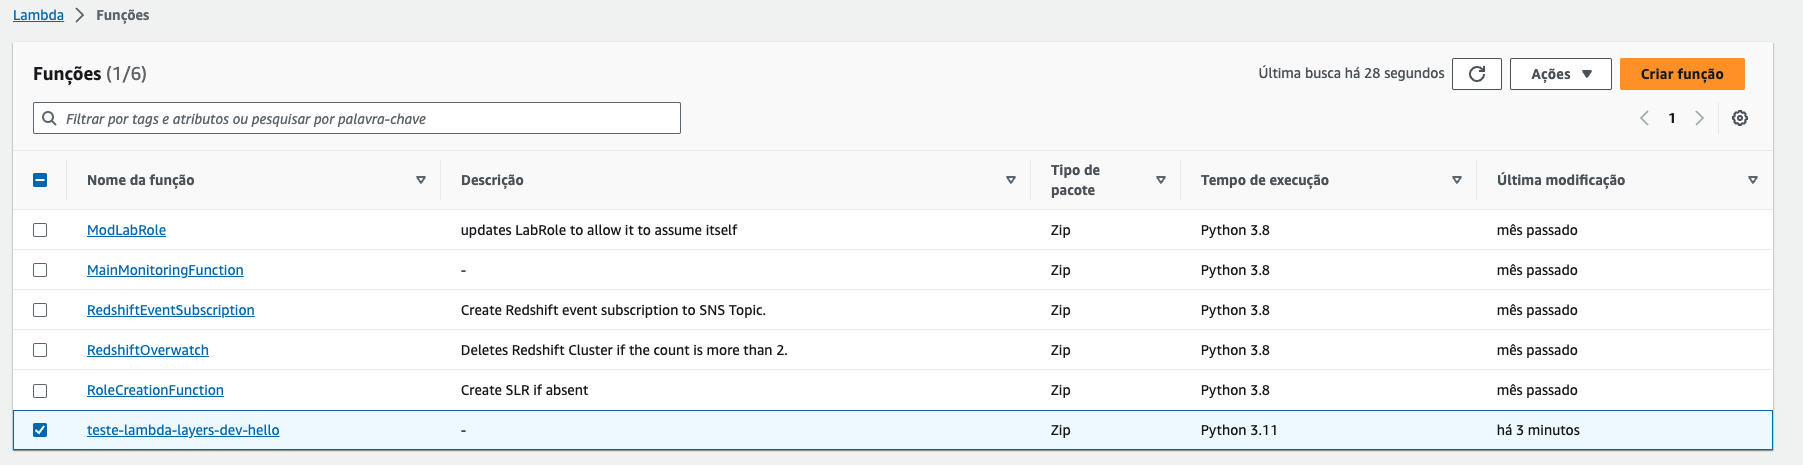 Lambda > Funções
Funções (1/6)
Última busca há 28 segundos
Ações
Criar função
Filtrar por tags e atributos ou pesquisar por palavra-chave
1
Nome da função Descrição Tipo de pacote Tempo de execução Última modificação
ModLabRole updates LabRole to allow it to assume itself Zip Python 3.8 mês passado
MainMonitoringFunction - Zip Python 3.8 mês passado
RedshiftEventSubscription Create Redshift event subscription to SNS Topic. Zip Python 3.8 mês passado
RedshiftOverwatch Deletes Redshift Cluster if the count is more than 2. Zip Python 3.8 mês passado
RoleCreationFunction Create SLR if absent Zip Python 3.8 mês passado
teste-lambda-layers-dev-hello - Zip Python 3.11 há 3 minutos